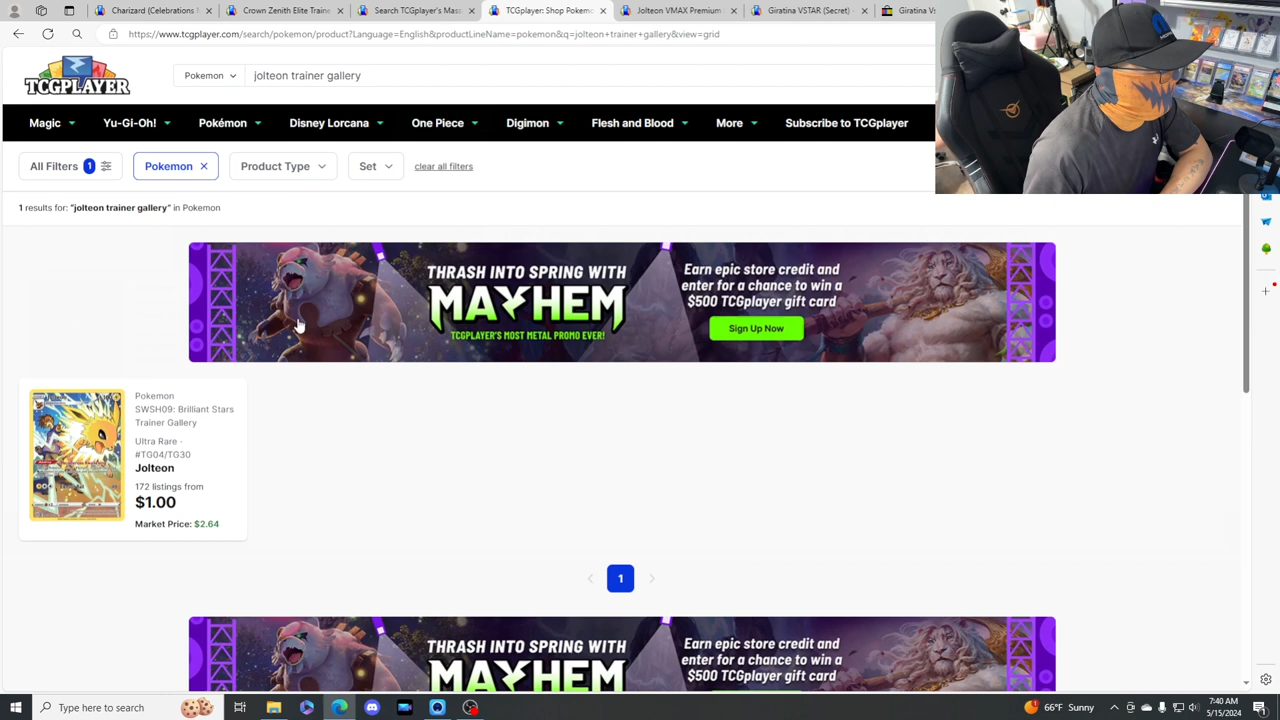 Charizard (Celebrations
Crown Zenith Elite Traine
Search TCGplayer's Mass
TCGplayer: Shop Pokemo
Jolteon VMAX Premium
Giratina VSTAR (Secret) -
Giratina Vs
https://www.tcgplayer.com/search/pokemon/product?Language=English&productLineName=pokemon&q=jolteon+trainer+gallery&view=grid
TCGPLAYER
Pokemon
jolteon trainer gallery
Magic
Yu-Gi-Oh!
Pokémon
Disney Lorcana
One Piece
Digimon
Flesh and Blood
More
Subscribe to TCGplayer
All Filters 1
Pokemon
Product Type
Set
clear all filters
1 results for: "jolteon trainer gallery" in Pokemon
THRASH INTO SPRING WITH
MAYHEM
TCGPLAYER'S MOST METAL PROMO EVER!
Earn epic store credit and
enter for a chance to win a
$500 TCGplayer gift card
Sign Up Now
Pokemon
SWSH09: Brilliant Stars
Trainer Gallery
Ultra Rare ·
#TG04/TG30
Jolteon
172 listings from
$1.00
Market Price: $2.64
1
THRASH INTO SPRING WITH
MAYHEM
Earn epic store credit and
enter for a chance to win a
$500 TCGplayer gift card
Type here to search
66°F Sunny
7:40 AM
5/15/2024